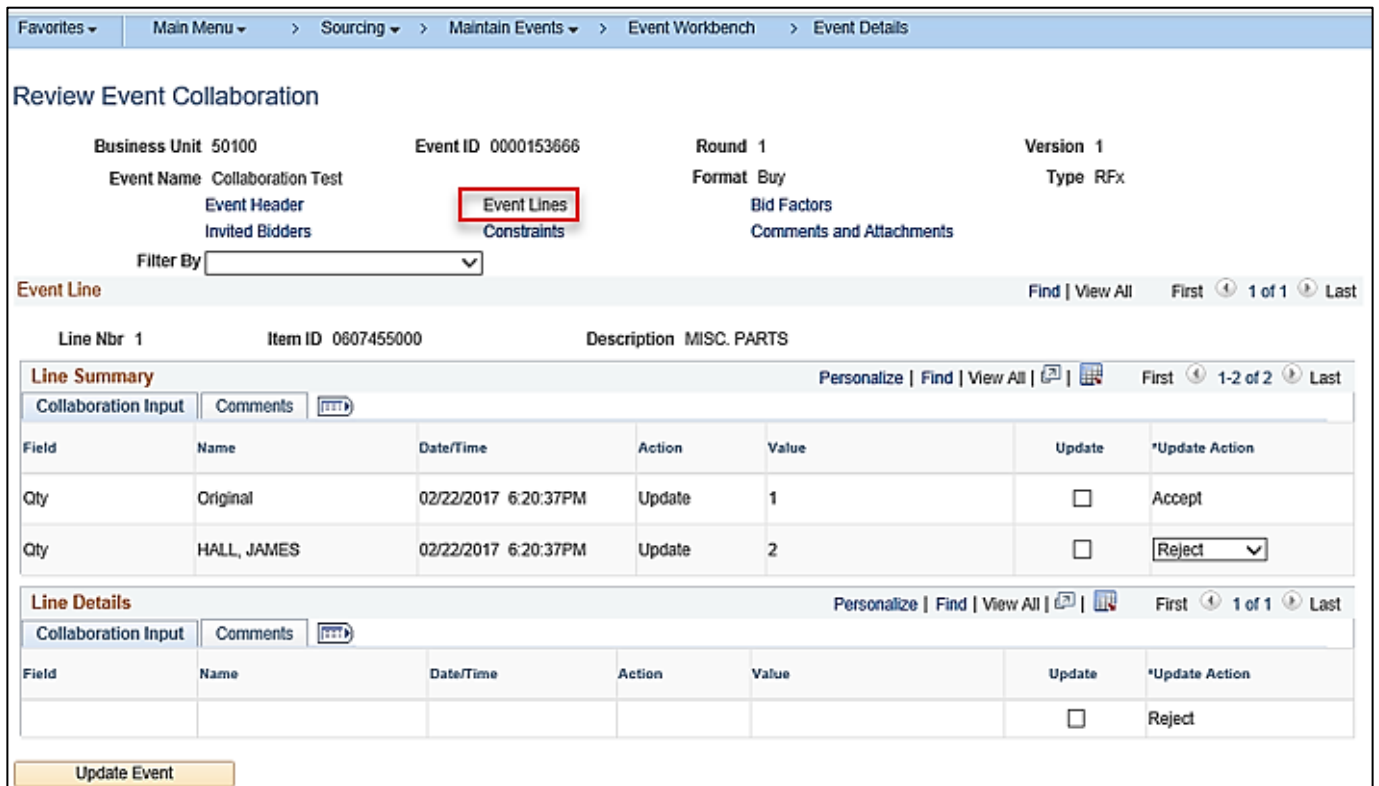 Favorites Main Menu > Sourcing > Maintain Events > Event Workbench > Event Details
Review Event Collaboration
Business Unit 50100 Event ID 0000153666 Round 1 Version 1
Event Name Collaboration Test Format Buy Type RFx
Event Header Event Lines Bid Factors
Invited Bidders Constraints Comments and Attachments
Filter By
Event Line Find | View All First 1 of 1 Last
Line Nbr 1 Item ID 0607455000 Description MISC. PARTS
Line Summary Personalize | Find | View All | | First 1-2 of 2 Last
Collaboration Input Comments
Field Name Date/Time Action Value Update *Update Action
Qty Original 02/22/2017 6:20:37PM Update 1 Accept
Qty HALL, JAMES 02/22/2017 6:20:37PM Update 2 Reject
Line Details Personalize | Find | View All | | First 1 of 1 Last
Collaboration Input Comments
Field Name Date/Time Action Value Update *Update Action
Reject
Update Event